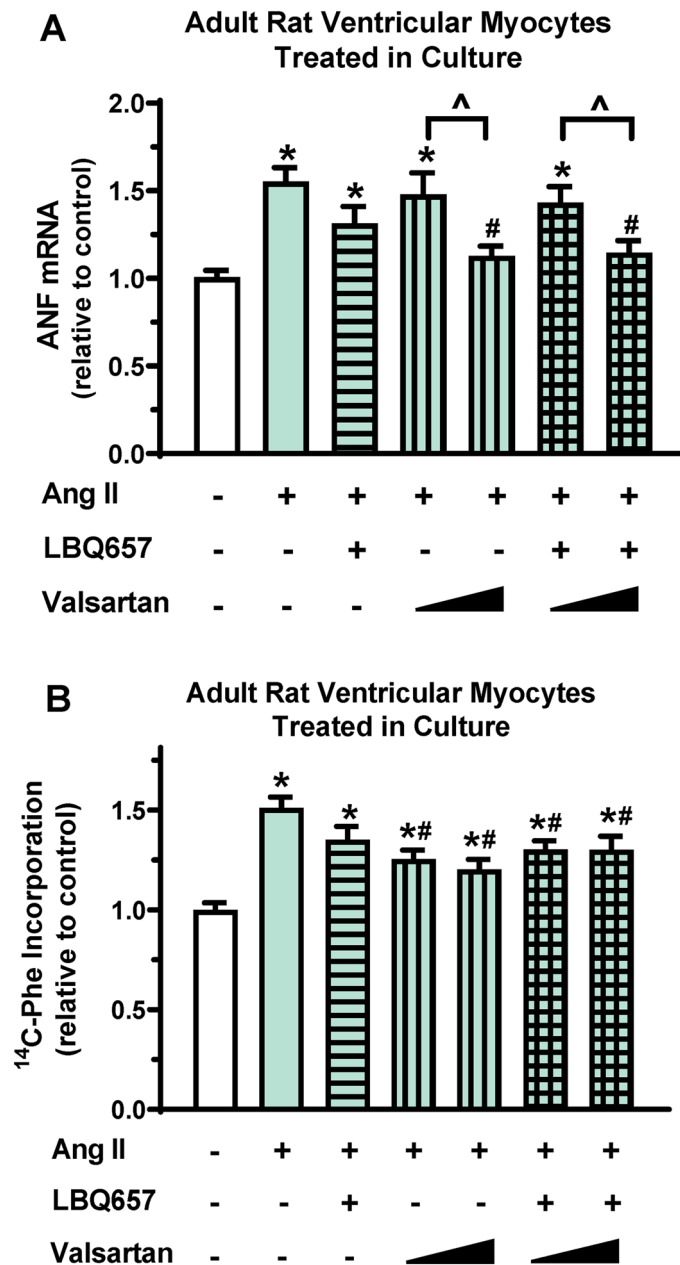 A
Adult Rat Ventricular Myocytes
Treated in Culture
ANF mRNA
(relative to control)
2.0
1.5
1.0
0.5
0.0
^ ^
* * * # * #
Ang II - + + + + + +
LBQ657 - - + - - + +
Valsartan - - -
B
Adult Rat Ventricular Myocytes
Treated in Culture
¹⁴C-Phe Incorporation
(relative to control)
1.5
1.0
0.5
0.0
* * *# *# *# *#
Ang II - + + + + + +
LBQ657 - - + - - + +
Valsartan - - -